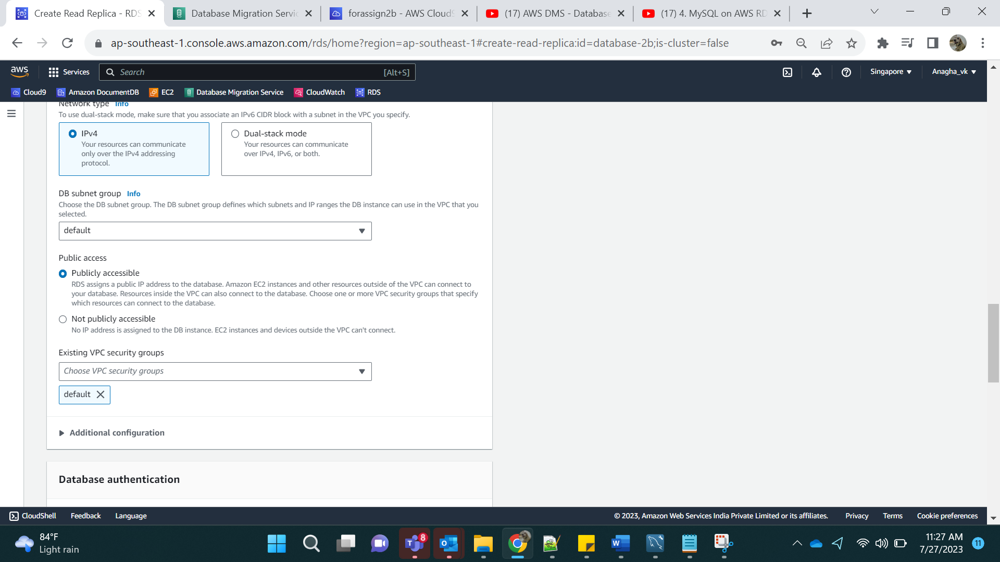 Create Read Replica - RDS
Database Migration Servic
forassign2b - AWS Cloud9
(17) AWS DMS - Database
(17) 4. MySQL on AWS RD
ap-southeast-1.console.aws.amazon.com/rds/home?region=ap-southeast-1#create-read-replica:id=database-2b;is-cluster=false
aws
Services
Search
[Alt+S]
Singapore
Anagha_vk
Cloud9
Amazon DocumentDB
EC2
Database Migration Service
CloudWatch
RDS
Network type Info
To use dual-stack mode, make sure that you associate an IPv6 CIDR block with a subnet in the VPC you specify.
IPv4
Your resources can communicate
only over the IPv4 addressing
protocol.
Dual-stack mode
Your resources can communicate
over IPv4, IPv6, or both.
DB subnet group Info
Choose the DB subnet group. The DB subnet group defines which subnets and IP ranges the DB instance can use in the VPC that you
selected.
default
Public access
Publicly accessible
RDS assigns a public IP address to the database. Amazon EC2 instances and other resources outside of the VPC can connect to
your database. Resources inside the VPC can also connect to the database. Choose one or more VPC security groups that specify
which resources can connect to the database.
Not publicly accessible
No IP address is assigned to the DB instance. EC2 instances and devices outside the VPC can't connect.
Existing VPC security groups
Choose VPC security groups
default
Additional configuration
Database authentication
CloudShell
Feedback
Language
© 2023, Amazon Web Services India Private Limited or its affiliates.
Privacy
Terms
Cookie preferences
84°F
Light rain
8
11:27 AM
7/27/2023
11